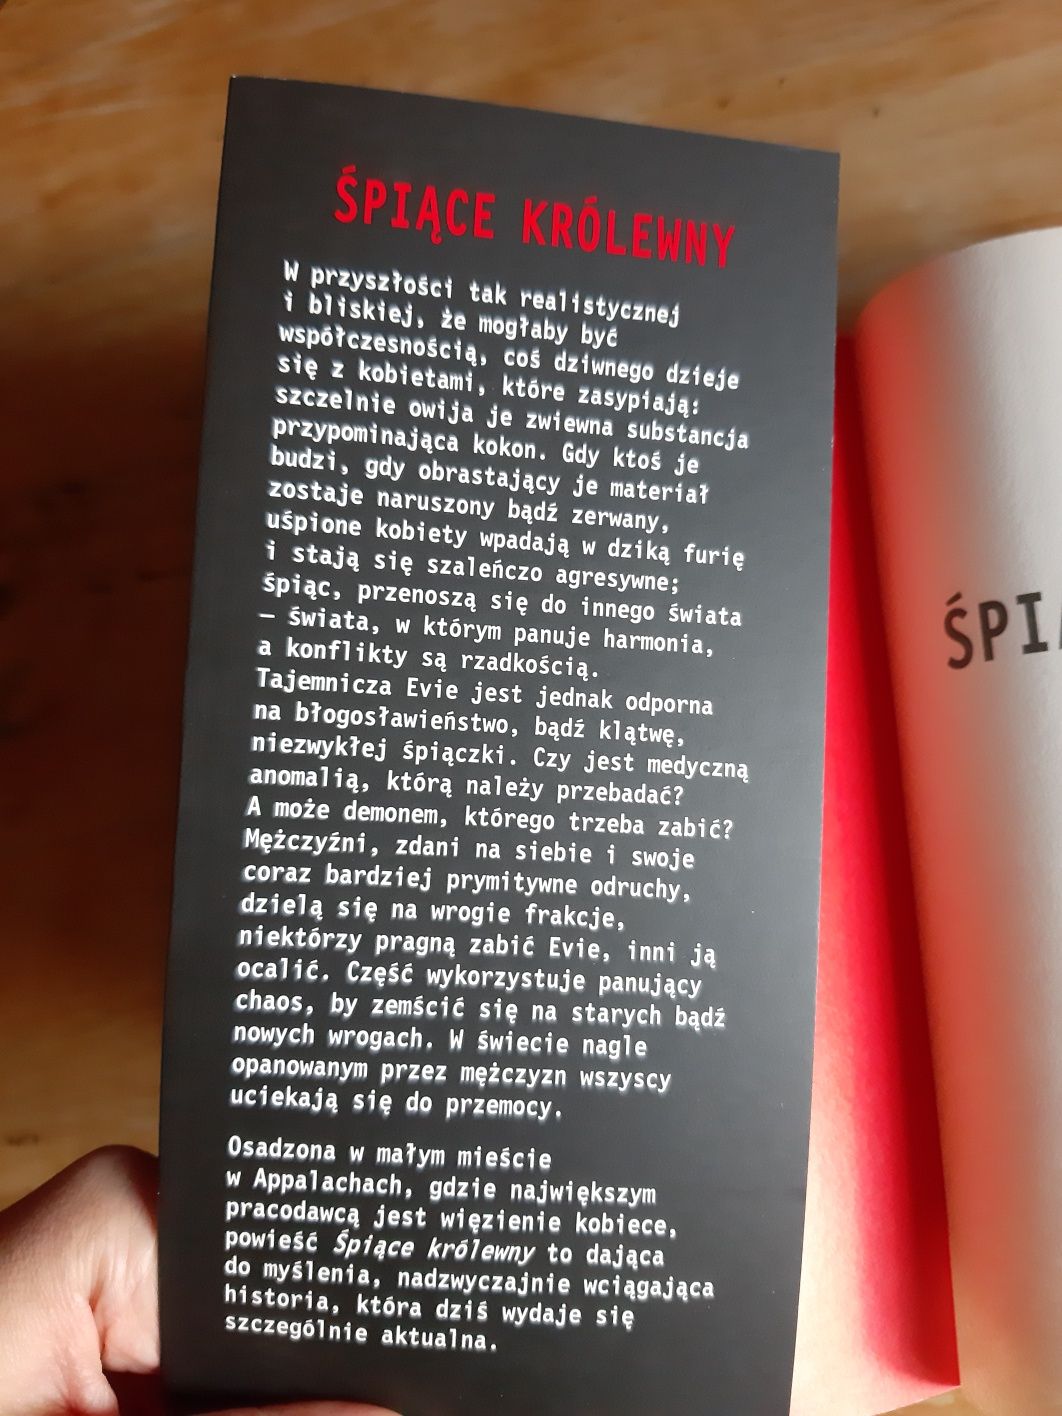 ŚPIĄCE KRÓLEWNY
W przyszłości tak realistycznej
i bliskiej, że mogłaby być
współczesnością, coś dziwnego dzieje
się z kobietami, które zasypiają:
szczelnie owija je zwiewna substancja
przypominająca kokon. Gdy ktoś je
budzi, gdy obrastający je materiał
zostaje naruszony bądź zerwany,
uśpione kobiety wpadają w dziką furię
i stają się szaleńczo agresywne;
śpiąc, przenoszą się do innego świata
– świata, w którym panuje harmonia,
a konflikty są rzadkością.
Tajemnicza Evie jest jednak odporna
na błogosławieństwo, bądź klątwę,
niezwykłej śpiączki. Czy jest medyczną
anomalią, którą należy przebadać?
A może demonem, którego trzeba zabić?
Mężczyźni, zdani na siebie i swoje
coraz bardziej prymitywne odruchy,
dzielą się na wrogie frakcje,
niektórzy pragną zabić Evie, inni ją
ocalić. Część wykorzystuje panujący
chaos, by zemścić się na starych bądź
nowych wrogach. W świecie nagle
opanowanym przez mężczyzn wszyscy
uciekają się do przemocy.
Osadzona w małym mieście
w Appalachach, gdzie największym
pracodawcą jest więzienie kobiece,
powieść Śpiące królewny to dająca
do myślenia, nadzwyczajnie wciągająca
historia, która dziś wydaje się
szczególnie aktualna.